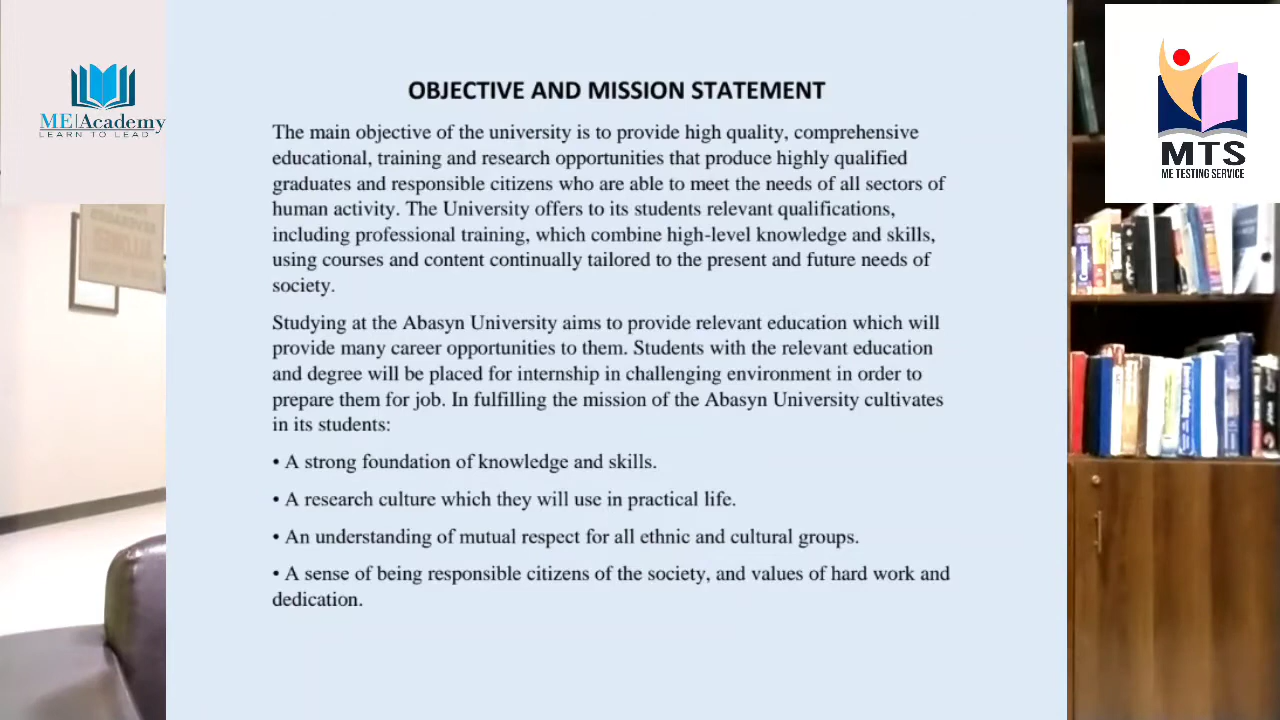 OBJECTIVE AND MISSION STATEMENT
The main objective of the university is to provide high quality, comprehensive
educational, training and research opportunities that produce highly qualified
graduates and responsible citizens who are able to meet the needs of all sectors of
human activity. The University offers to its students relevant qualifications,
including professional training, which combine high-level knowledge and skills,
using courses and content continually tailored to the present and future needs of
society.
Studying at the Abasyn University aims to provide relevant education which will
provide many career opportunities to them. Students with the relevant education
and degree will be placed for internship in challenging environment in order to
prepare them for job. In fulfilling the mission of the Abasyn University cultivates
in its students:
• A strong foundation of knowledge and skills.
• A research culture which they will use in practical life.
• An understanding of mutual respect for all ethnic and cultural groups.
• A sense of being responsible citizens of the society, and values of hard work and
dedication.
ME|Academy
LEARN TO LEAD
MTS
ME TESTING SERVICE